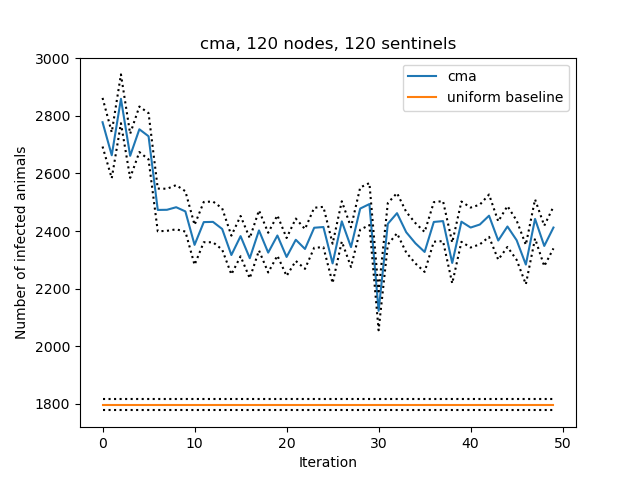 cma, 120 nodes, 120 sentinels
cma
uniform baseline
Number of infected animals
3000
2800
2600
2400
2200
2000
1800
0 10 20 30 40 50
Iteration